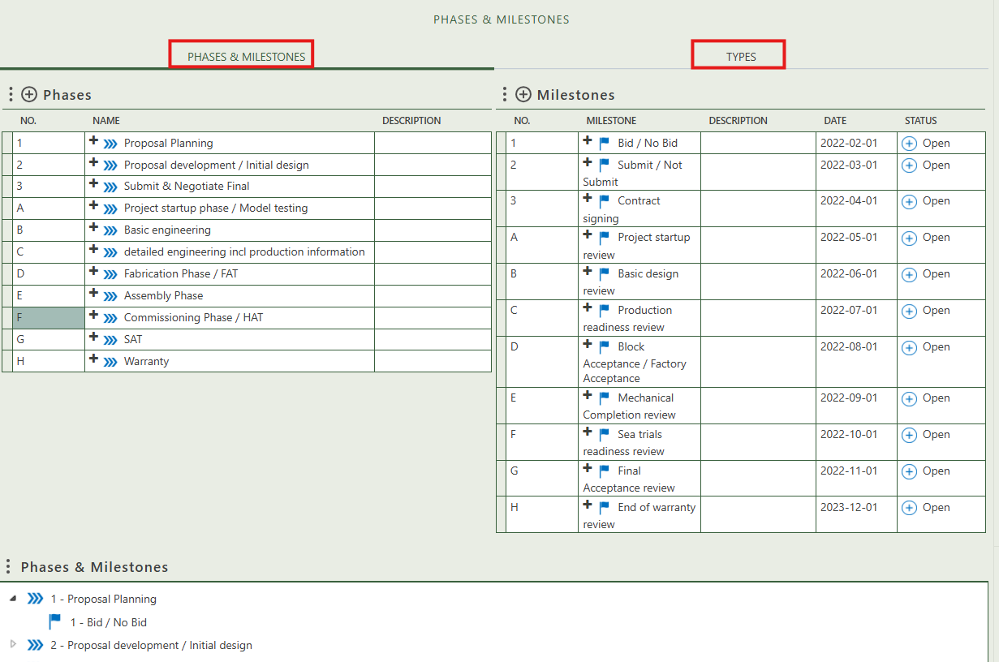 PHASES & MILESTONES
PHASES & MILESTONES
TYPES
Phases
NO. NAME DESCRIPTION
1 Proposal Planning
2 Proposal development / Initial design
3 Submit & Negotiate Final
A Project startup phase / Model testing
B Basic engineering
C detailed engineering incl production information
D Fabrication Phase / FAT
E Assembly Phase
F Commissioning Phase / HAT
G SAT
H Warranty
Milestones
NO. MILESTONE DESCRIPTION DATE STATUS
1 Bid / No Bid 2022-02-01 Open
2 Submit / Not 2022-03-01 Open
Submit
3 Contract 2022-04-01 Open
signing
A Project startup 2022-05-01 Open
review
B Basic design 2022-06-01 Open
review
C Production 2022-07-01 Open
readiness review
D Block 2022-08-01 Open
Acceptance / Factory
Acceptance
E Mechanical 2022-09-01 Open
Completion review
F Sea trials 2022-10-01 Open
readiness review
G Final 2022-11-01 Open
Acceptance review
H End of warranty 2023-12-01 Open
review
Phases & Milestones
1 - Proposal Planning
1 - Bid / No Bid
2 - Proposal development / Initial design